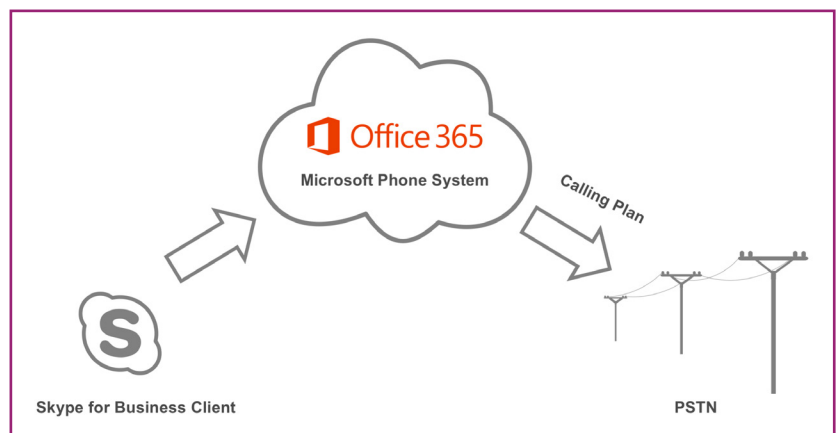 Office 365
Microsoft Phone System
Calling Plan
S
Skype for Business Client
PSTN